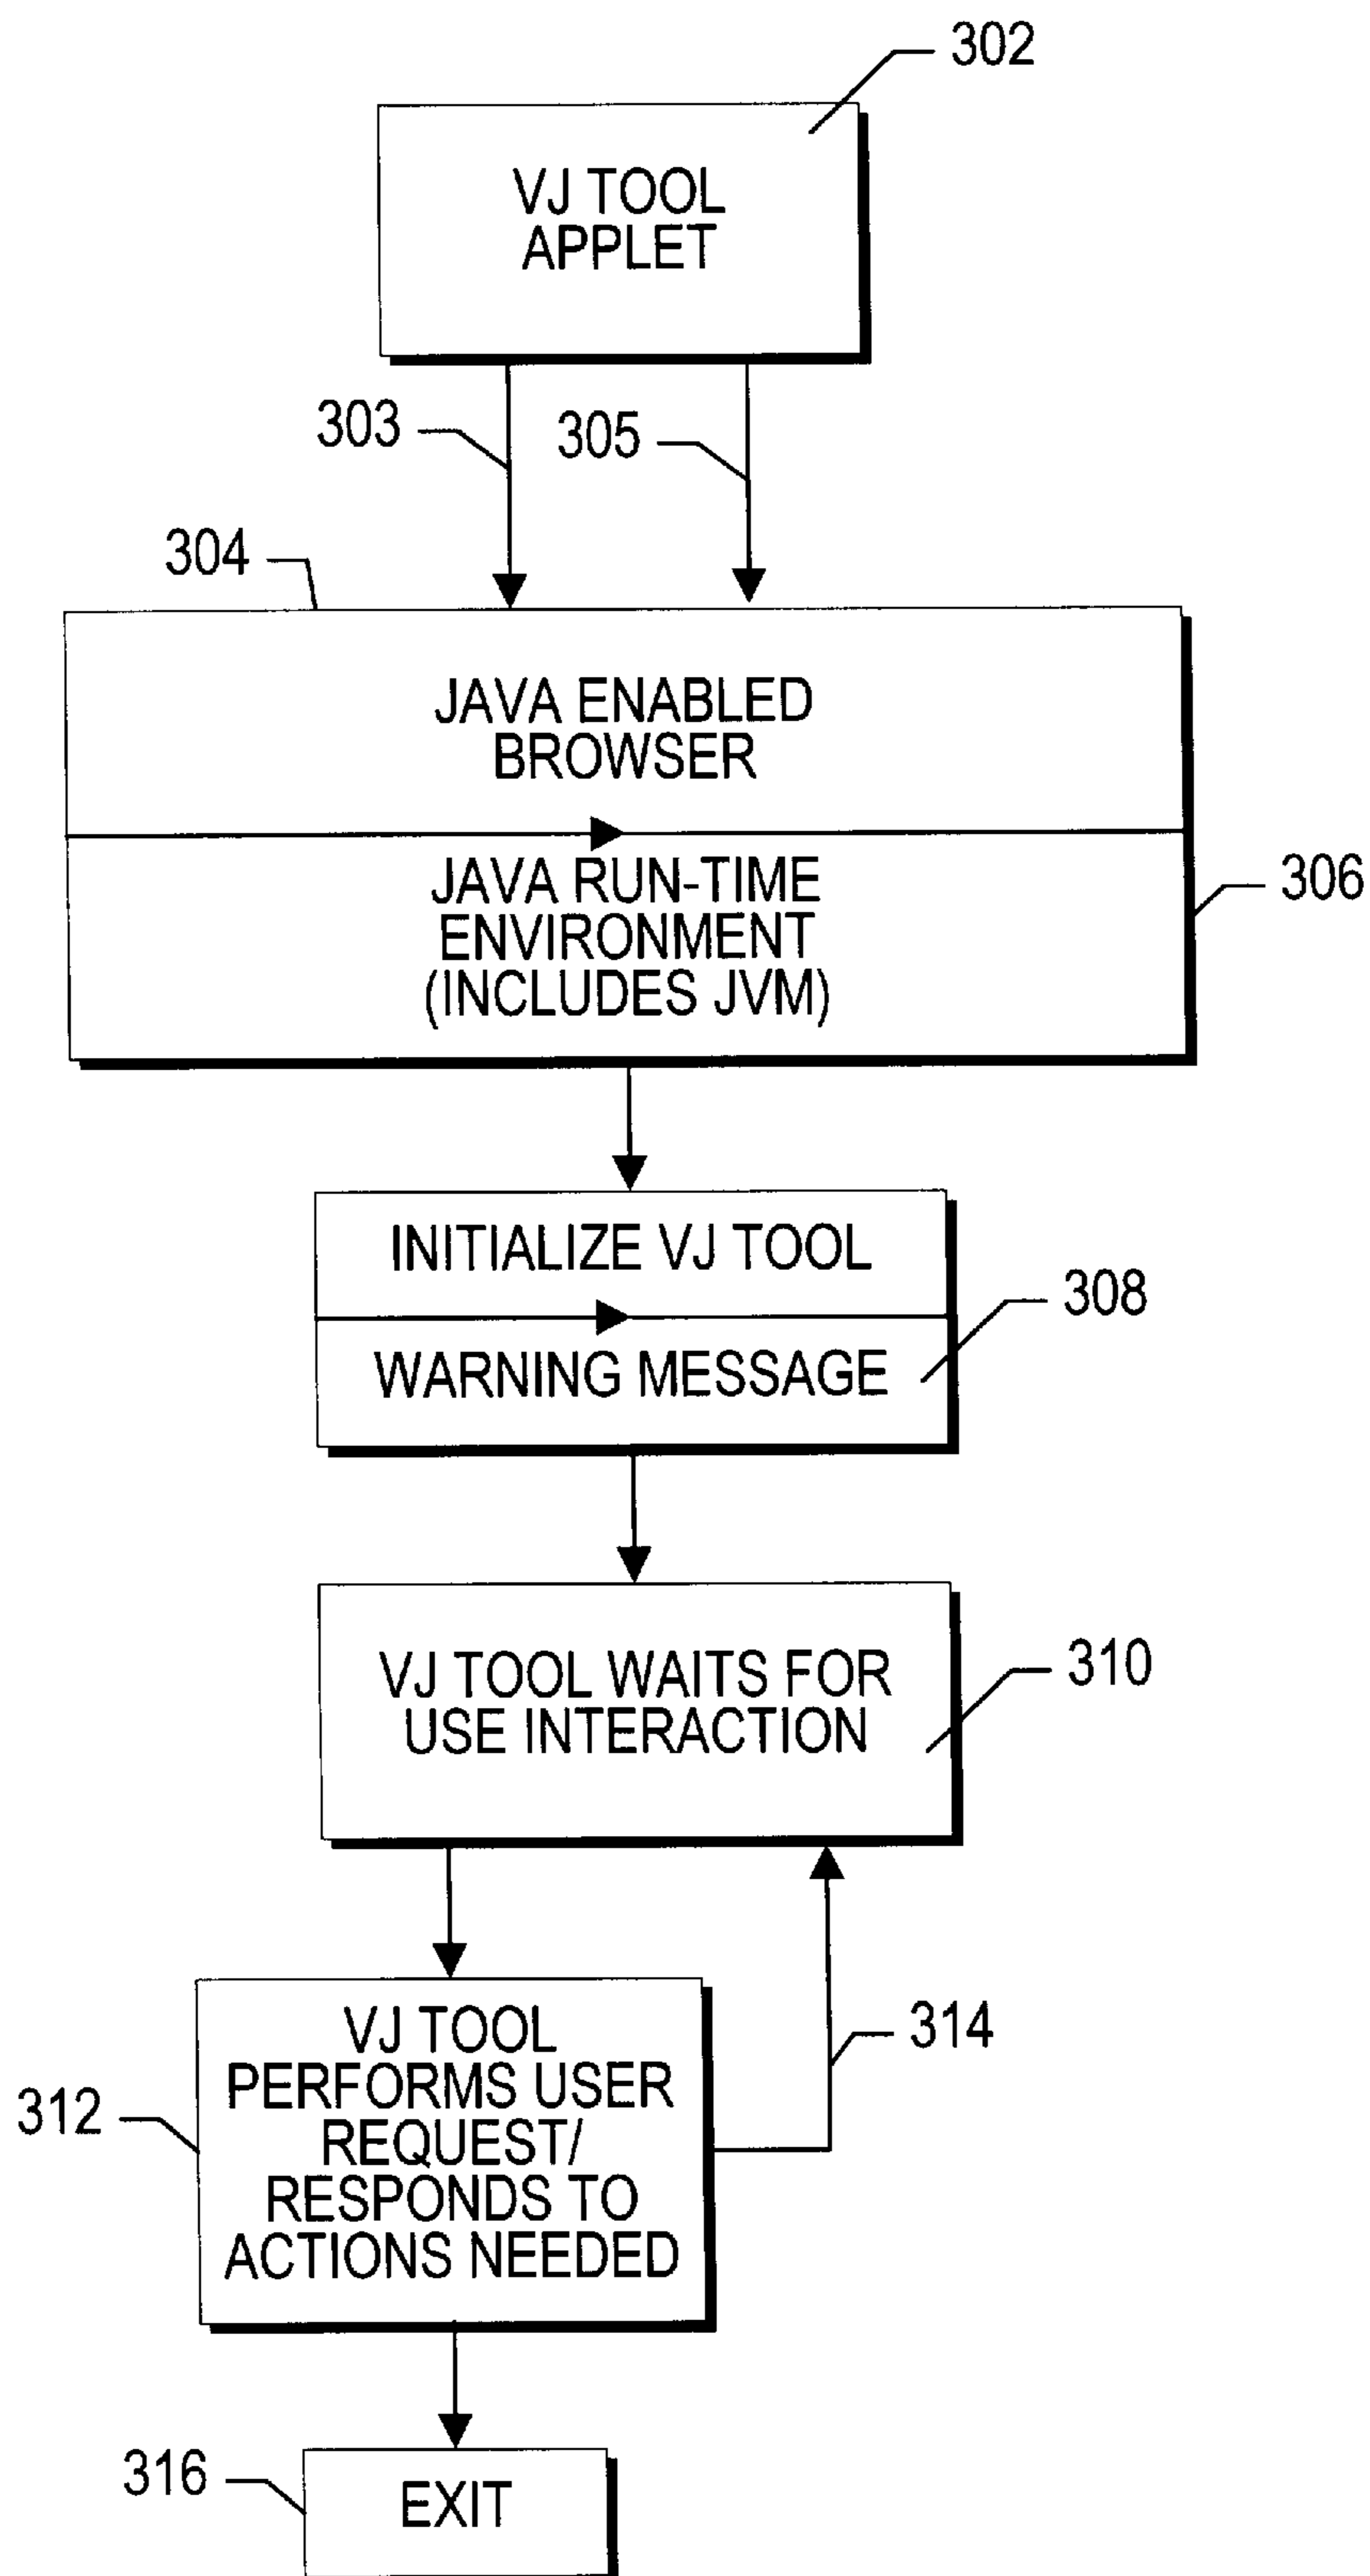 302
VJ TOOL
APPLET
303
305
304
JAVA ENABLED
BROWSER
JAVA RUN-TIME
ENVIRONMENT
(INCLUDES JVM)
306
INITIALIZE VJ TOOL
308
WARNING MESSAGE
VJ TOOL WAITS FOR
USE INTERACTION
310
VJ TOOL
PERFORMS USER
REQUEST/
RESPONDS TO
ACTIONS NEEDED
312
314
316
EXIT